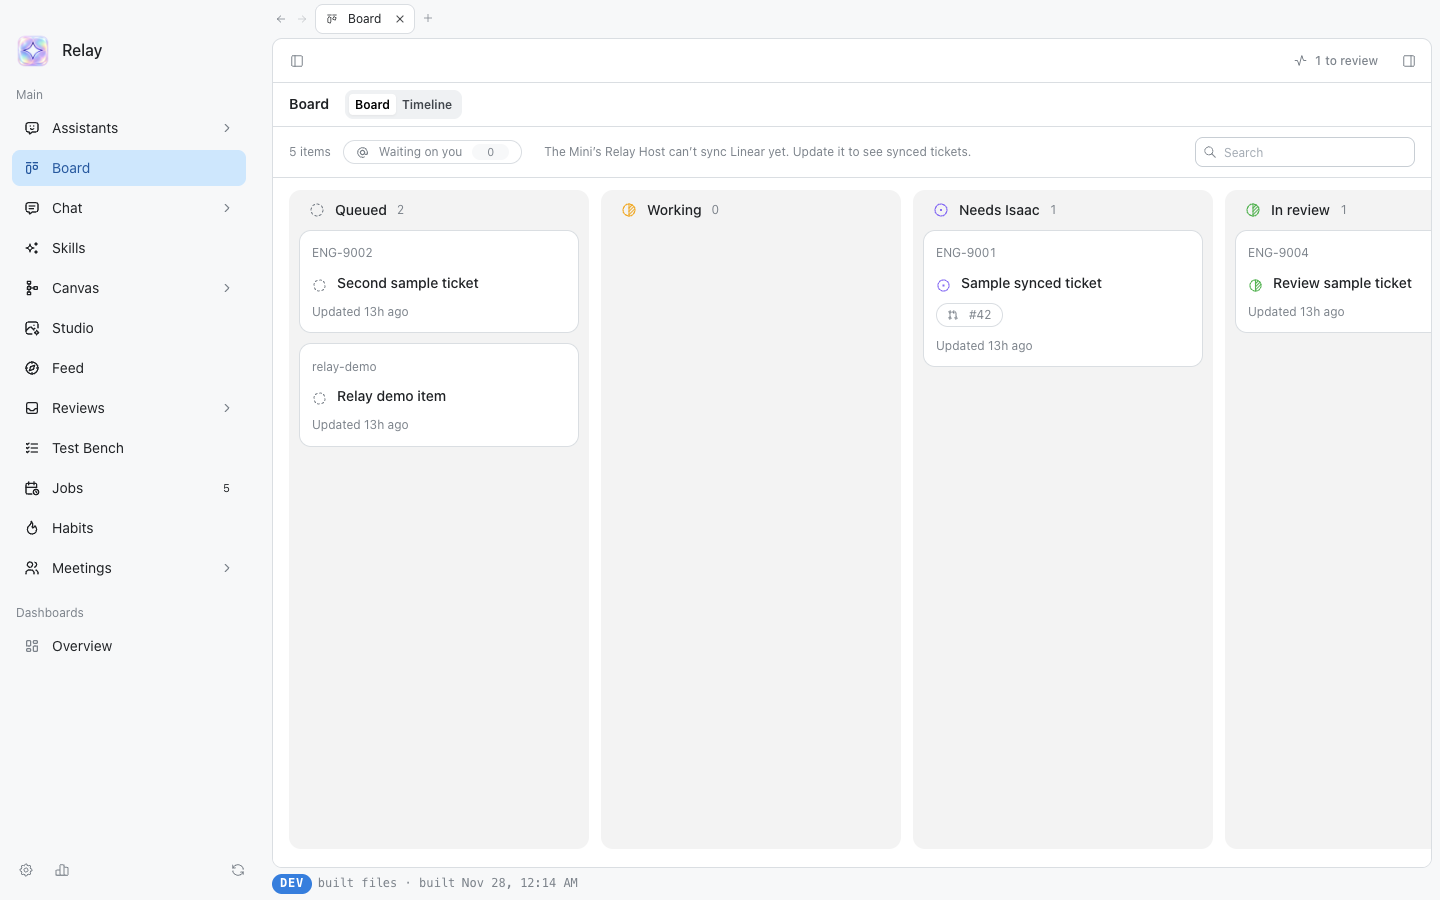 Board
Relay
1 to review
Main
Board
Board
Timeline
Assistants
Board
Chat
Skills
Canvas
Studio
Feed
Reviews
Test Bench
Jobs
5
Habits
Meetings
Dashboards
Overview
5 items
Waiting on you
0
The Mini's Relay Host can't sync Linear yet. Update it to see synced tickets.
Search
Queued 2
ENG-9002
Second sample ticket
Updated 13h ago
relay-demo
Relay demo item
Updated 13h ago
Working 0
Needs Isaac 1
ENG-9001
Sample synced ticket
#42
Updated 13h ago
In review 1
ENG-9004
Review sample ticket
Updated 13h ago
DEV built files · built Nov 28, 12:14 AM